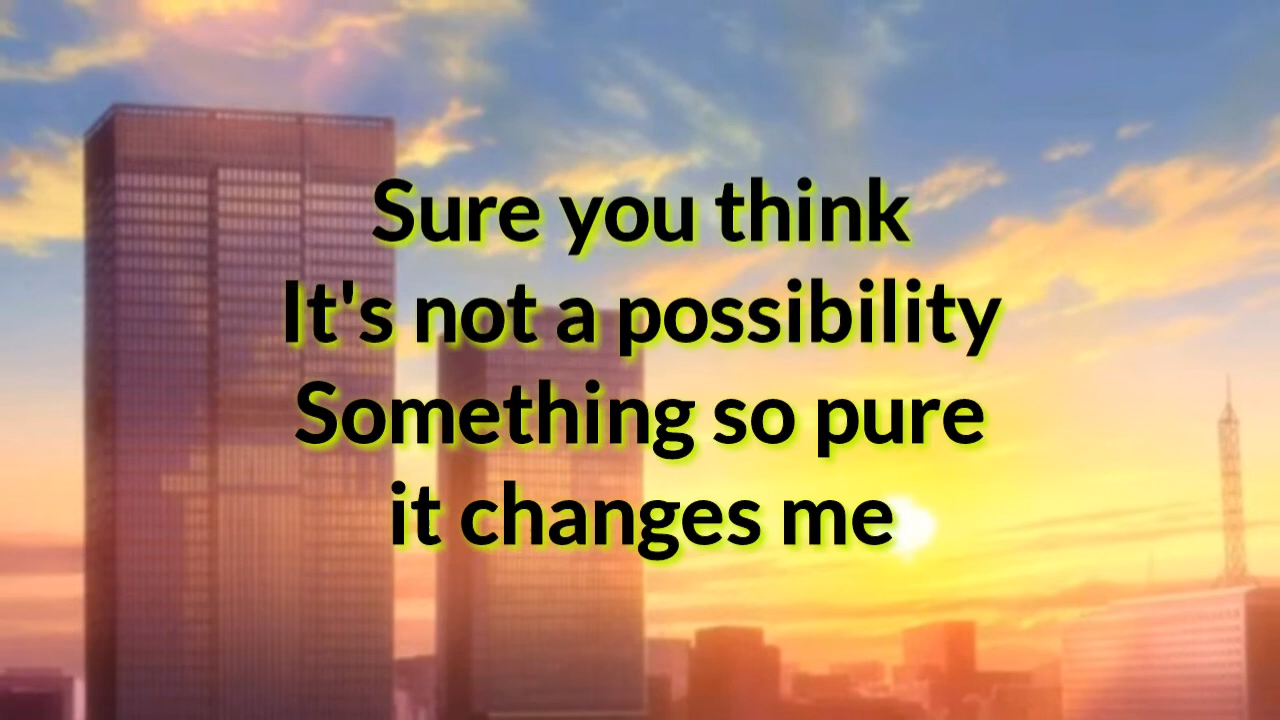 Sure you think
It's not a possibility
Something so pure
it changes me